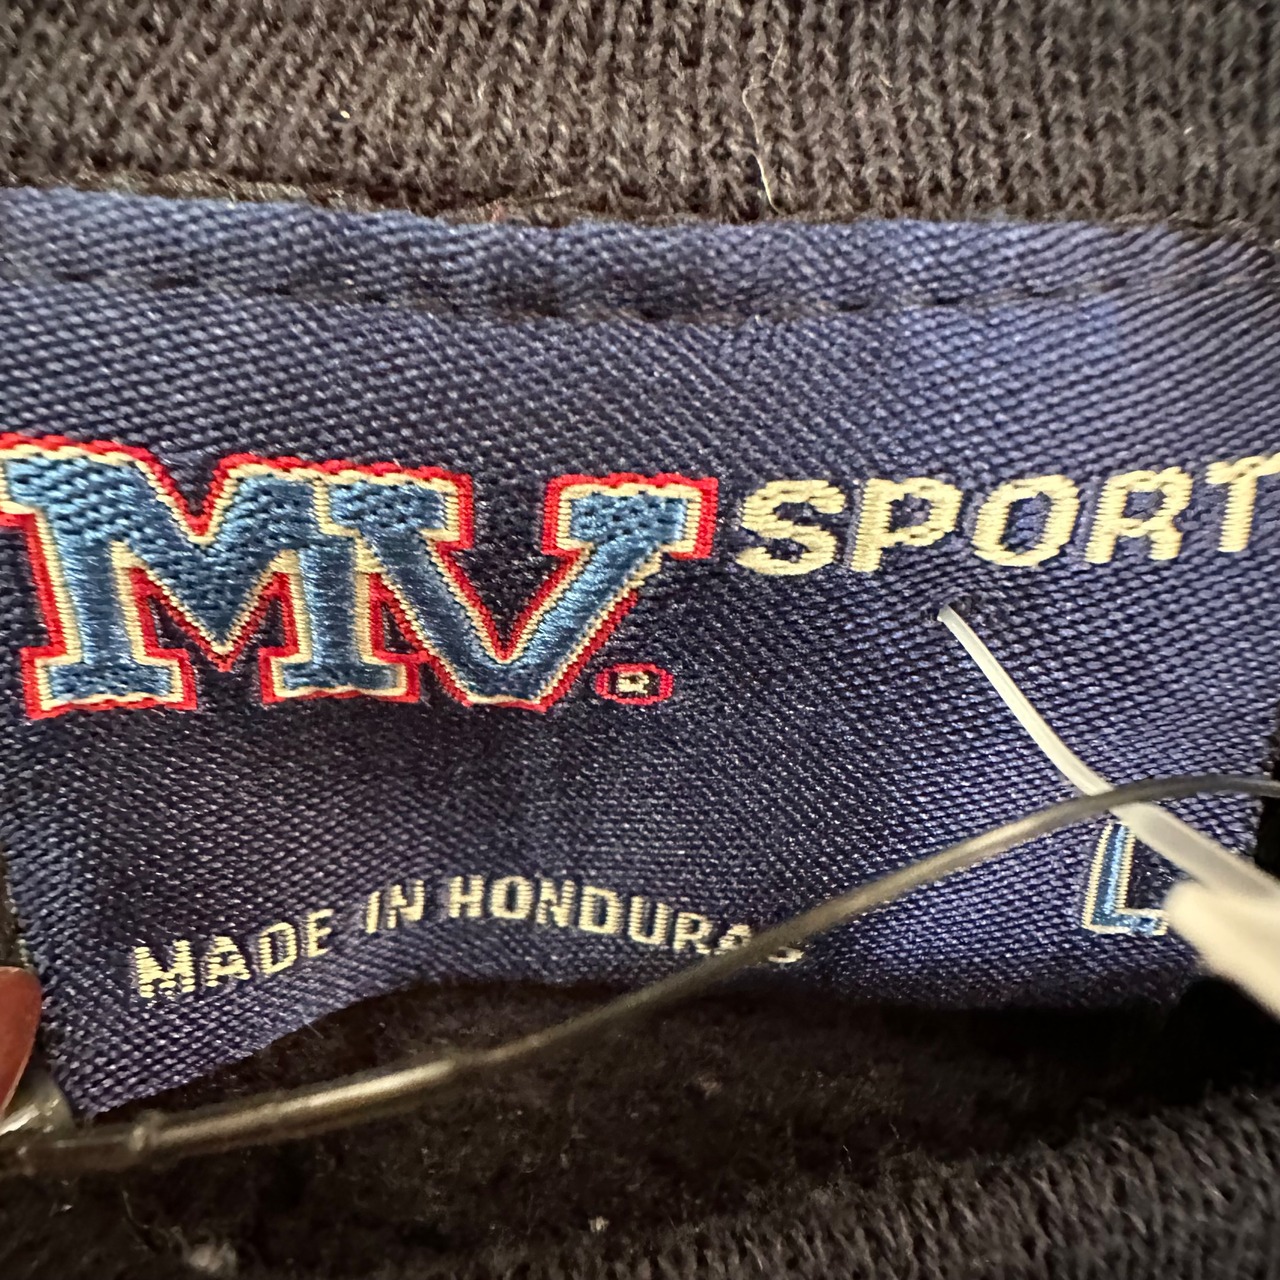 MV. SPORT
®
MADE IN HONDURAS
L